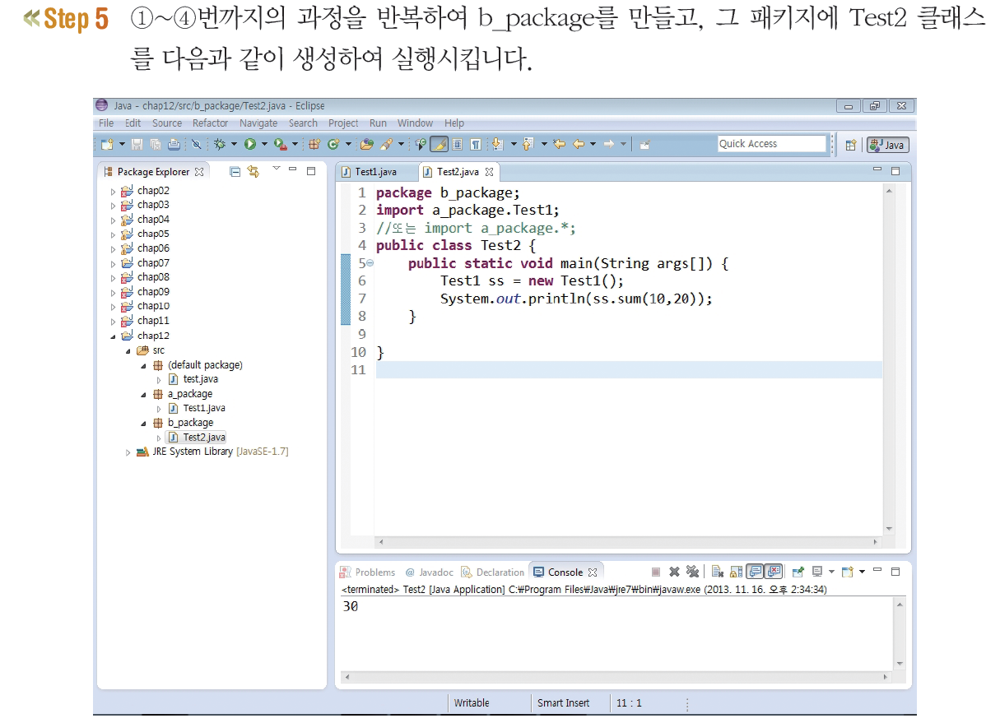 ≪Step 5 ①~④번까지의 과정을 반복하여 b_package를 만들고, 그 패키지에 Test2 클래스
를 다음과 같이 생성하여 실행시킵니다.
Java - chap12/src/b_package/Test2.java - Eclipse
File Edit Source Refactor Navigate Search Project Run Window Help
Quick Access
Java
Package Explorer
chap02
chap03
chap04
chap05
chap06
chap07
chap08
chap09
chap10
chap11
chap12
src
(default package)
test.java
a_package
Test1.java
b_package
Test2.java
JRE System Library [JavaSE-1.7]
Test1.java Test2.java
1 package b_package;
2 import a_package.Test1;
3 //또는 import a_package.*;
4 public class Test2 {
5 public static void main(String args[]) {
6 Test1 ss = new Test1();
7 System.out.println(ss.sum(10,20));
8 }
9
10 }
11
Problems @ Javadoc Declaration Console
<terminated> Test2 [Java Application] C:₩Program Files₩Java₩jre7₩bin₩javaw.exe (2013. 11. 16. 오후 2:34:34)
30
Writable Smart Insert 11 : 1